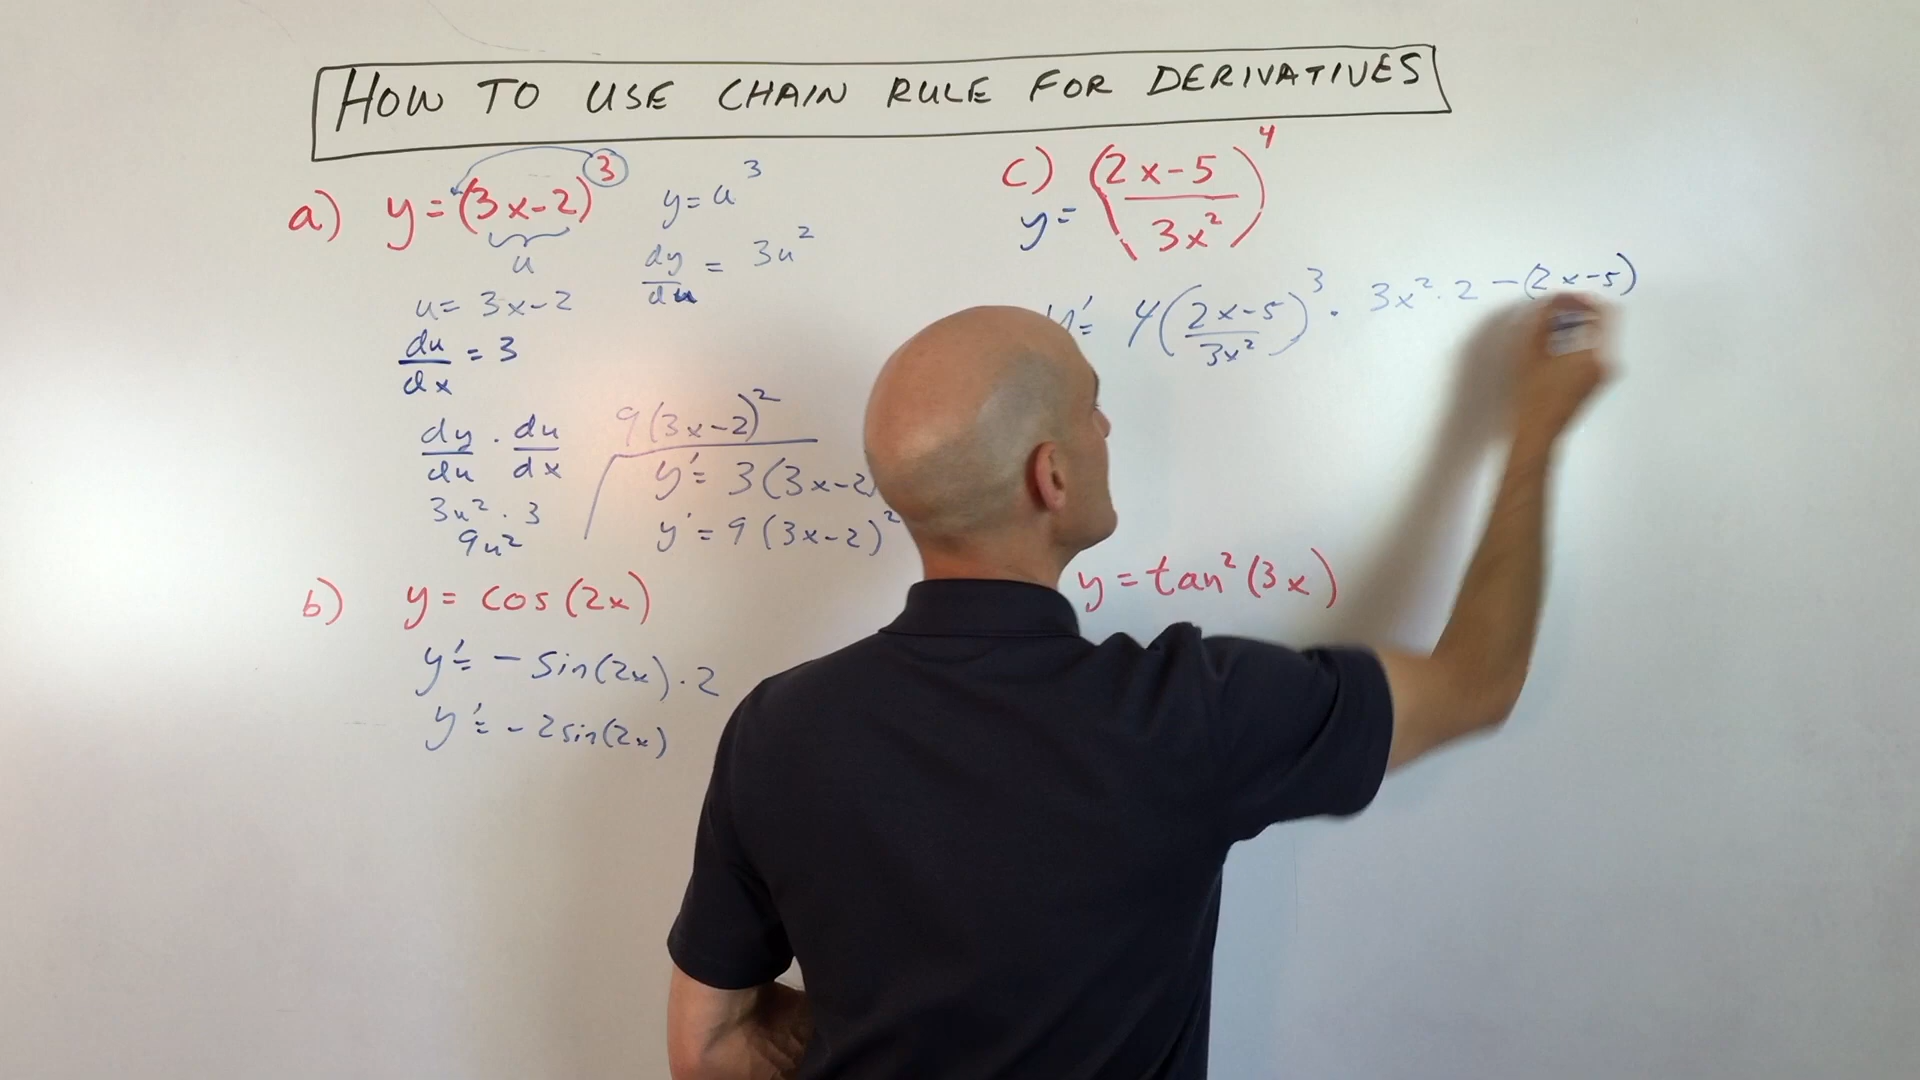 HOW TO USE CHAIN RULE FOR DERIVATIVES
a) y = (3x-2)³
u
u = 3x-2
du/dx = 3
y = u³
dy/du = 3u²
dy/du · du/dx
3u² · 3
9u²
9(3x-2)²
y' = 3(3x-2)
y' = 9(3x-2)²
b) y = cos(2x)
y' = -sin(2x)·2
y' = -2sin(2x)
c) y = ((2x-5)/3x²)⁴
y' = 4((2x-5)/3x²)³ · 3x²·2 - (2x-5)
y = tan²(3x)